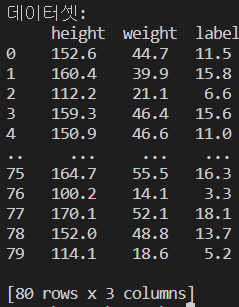 데이터셋:
height weight label
0 152.6 44.7 11.5
1 160.4 39.9 15.8
2 112.2 21.1 6.6
3 159.3 46.4 15.6
4 150.9 46.6 11.0
.. ... ... ...
75 164.7 55.5 16.3
76 100.2 14.1 3.3
77 170.1 52.1 18.1
78 152.0 48.8 13.7
79 114.1 18.6 5.2
[80 rows x 3 columns]